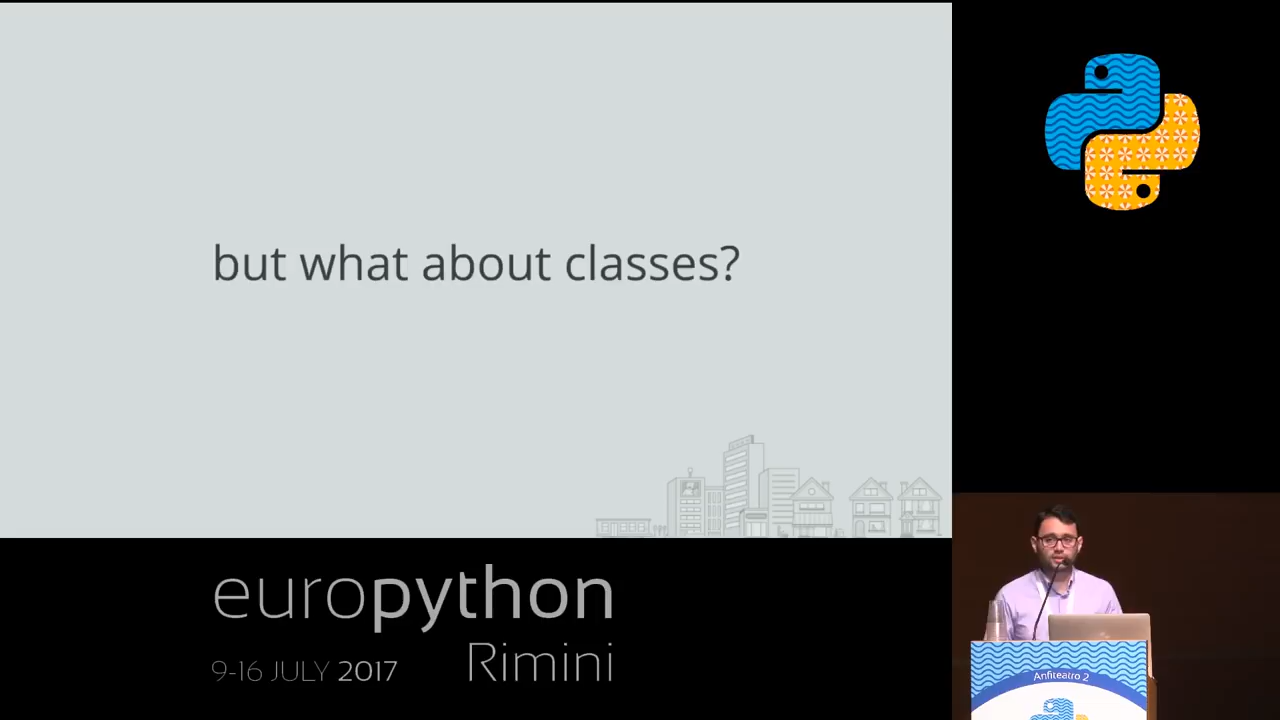 but what about classes?
europython
9-16 JULY 2017
Rimini
Anfiteatro 2